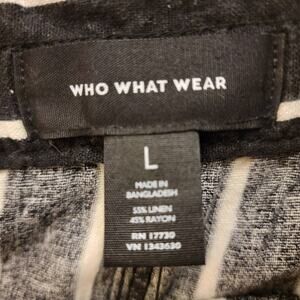 WHO WHAT WEAR
L
MADE IN
BANGLADESH
55% LINEN
45% RAYON
RN 17730
VN 1343630